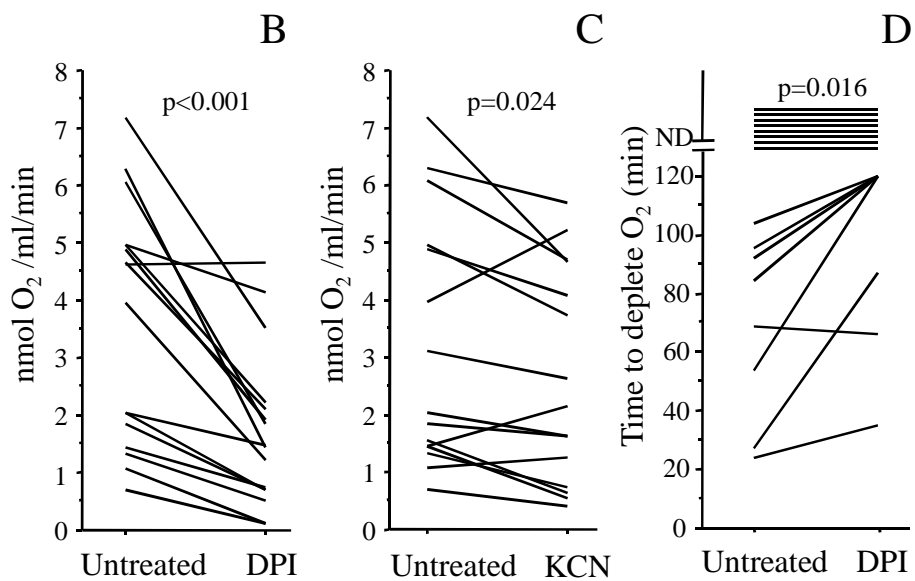 B
p<0.001
nmol O₂ /ml/min
8
7
6
5
4
3
2
1
0
Untreated DPI
C
p=0.024
nmol O₂ /ml/min
8
7
6
5
4
3
2
1
0
Untreated KCN
D
p=0.016
Time to deplete O₂ (min)
ND
120
100
80
60
40
20
0
Untreated DPI